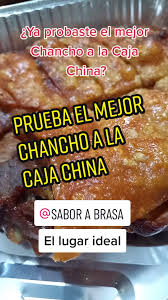 ¿Ya probaste el mejor
Chancho a la Caja
China?
PRUEBA EL MEJOR
CHANCHO A LA
CAJA CHINA
@SABOR A BRASA
El lugar ideal